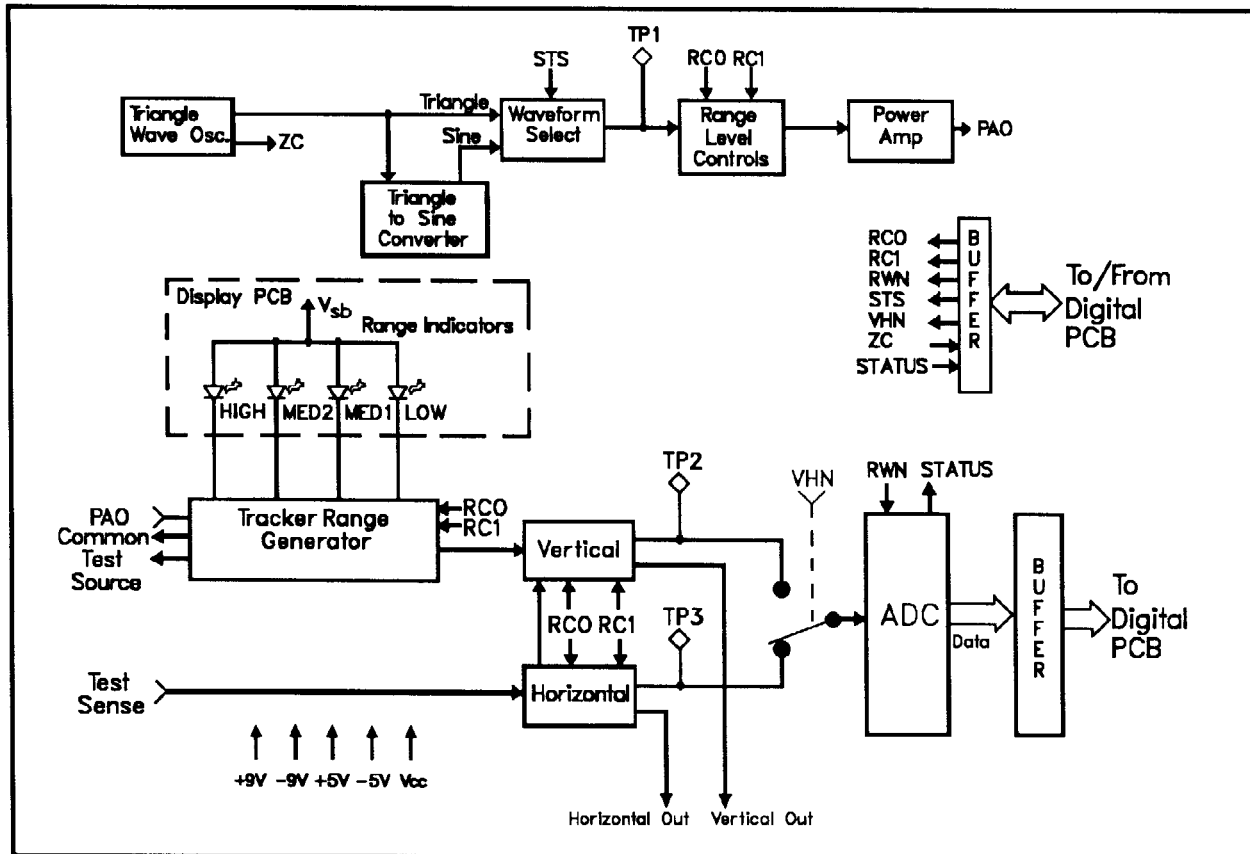 TP1
STS
RC0 RC1
Triangle
Wave Osc.
ZC
Triangle
Sine
Waveform
Select
Range
Level
Controls
Power
Amp
PAO
Triangle
to Sine
Converter
RC0
RC1
RWN
STS
VHN
ZC
STATUS
BUFFER
To/From
Digital
PCB
Display PCB
Vsb
Range Indicators
HIGH MED2 MED1 LOW
PAO
Common
Test
Source
Tracker Range
Generator
RC0
RC1
Vertical
TP2
VHN
RWN STATUS
RC0 RC1
TP3
Horizontal
ADC
Data
BUFFER
To
Digital
PCB
Test
Sense
+9V -9V +5V -5V Vcc
Horizontal Out Vertical Out